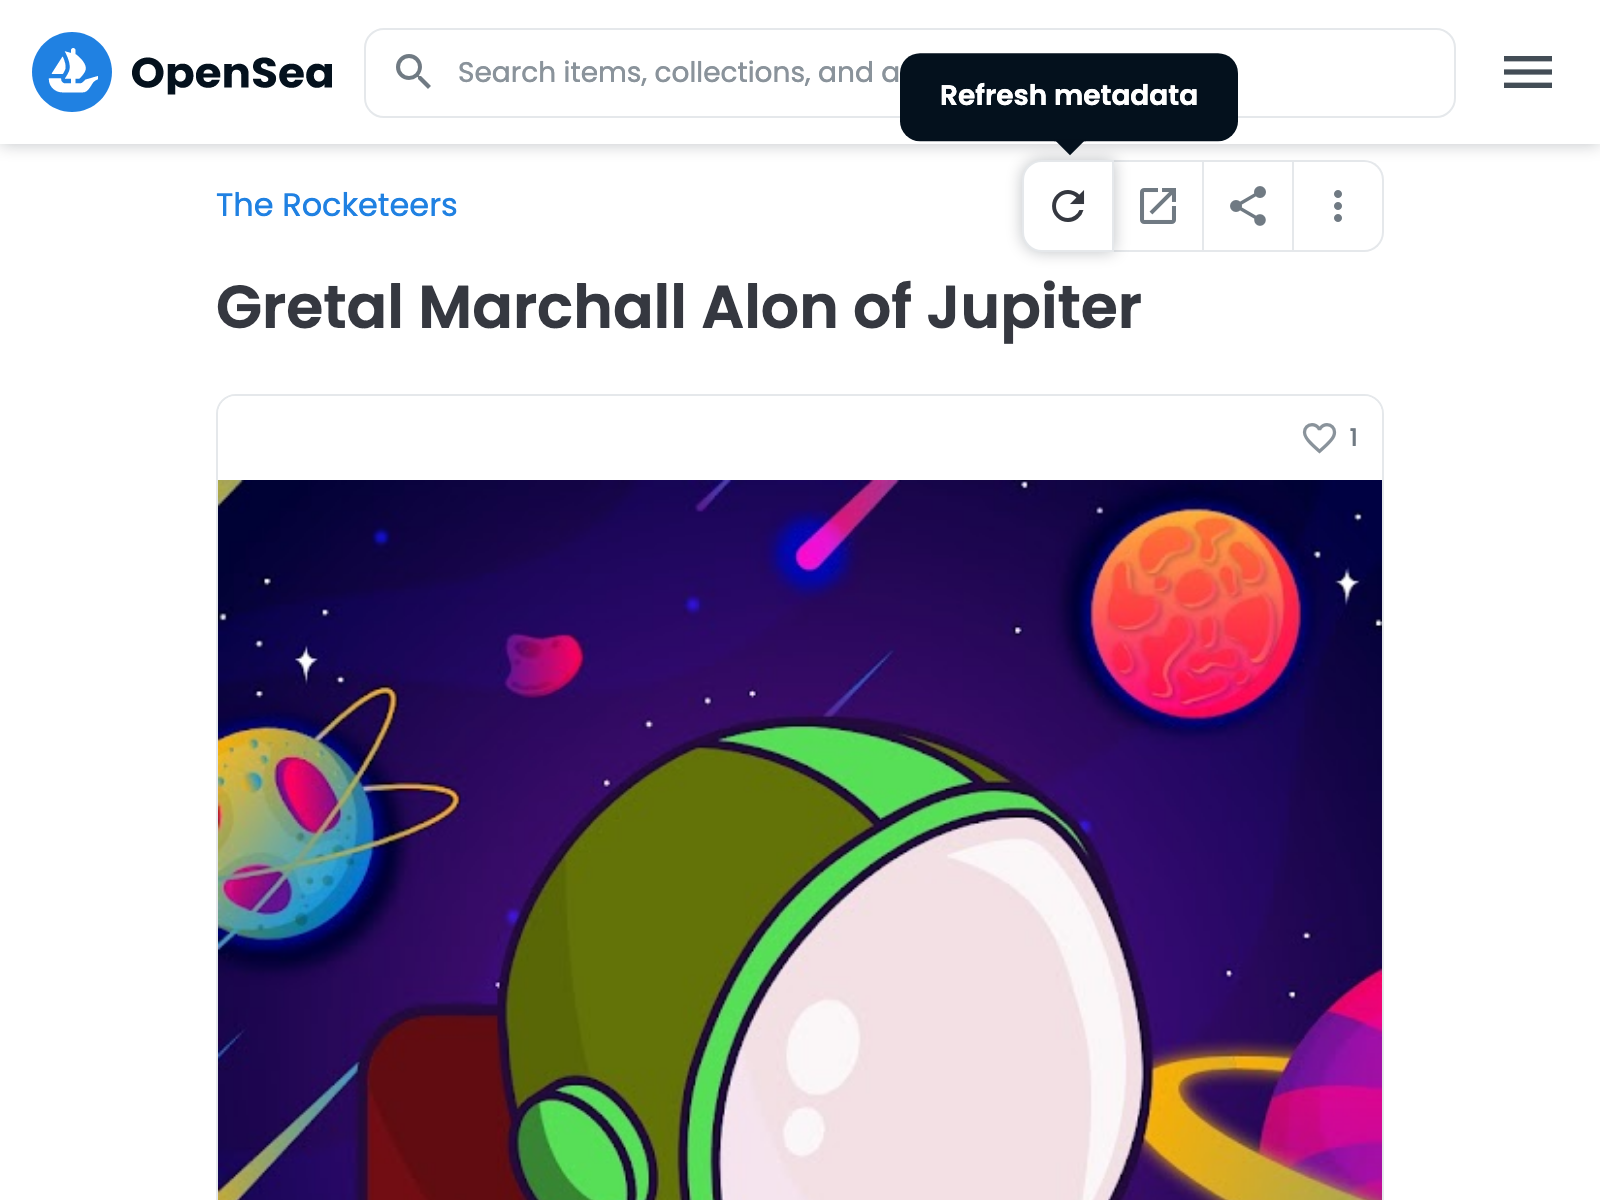 OpenSea
Search items, collections, and a
Refresh metadata
The Rocketeers
Gretal Marchall Alon of Jupiter
1